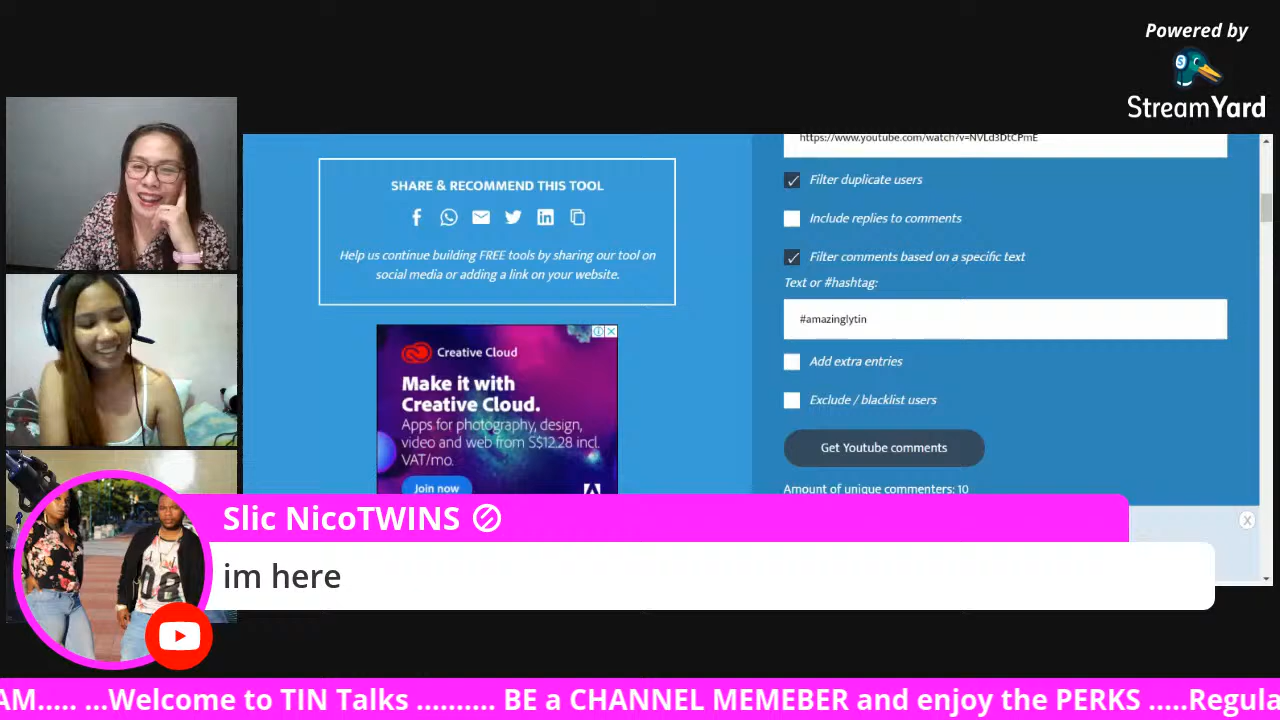 Powered by
StreamYard
https://www.youtube.com/watch?v=NVLd3DtCPmE
SHARE & RECOMMEND THIS TOOL
Help us continue building FREE tools by sharing our tool on
social media or adding a link on your website.
Filter duplicate users
Include replies to comments
Filter comments based on a specific text
Text or #hashtag:
#amazinglytin
Add extra entries
Exclude / blacklist users
Get Youtube comments
Amount of unique commenters: 10
Creative Cloud
Make it with
Creative Cloud.
Apps for photography, design,
video and web from S$12.28 incl.
VAT/mo.
Join now
Slic NicoTWINS
im here
AM..... ...Welcome to TIN Talks .......... BE a CHANNEL MEMEBER and enjoy the PERKS .....Regula